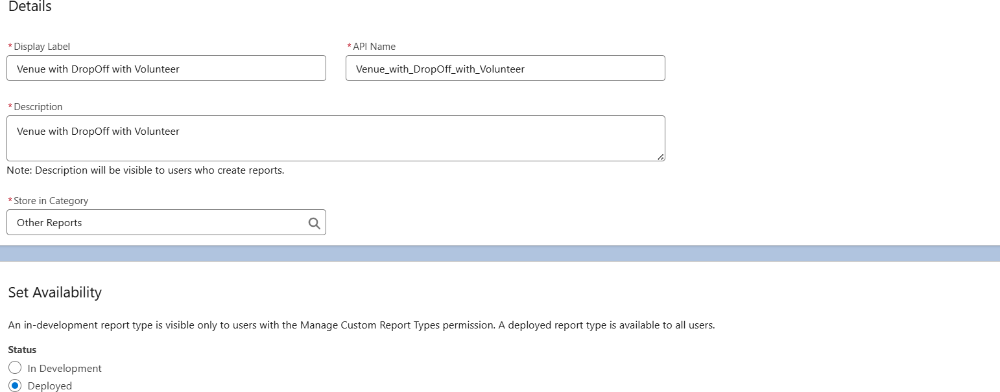 Details
*Display Label
*API Name
Venue with DropOff with Volunteer
Venue_with_DropOff_with_Volunteer
*Description
Venue with DropOff with Volunteer
Note: Description will be visible to users who create reports.
*Store in Category
Other Reports
Set Availability
An in-development report type is visible only to users with the Manage Custom Report Types permission. A deployed report type is available to all users.
Status
In Development
Deployed